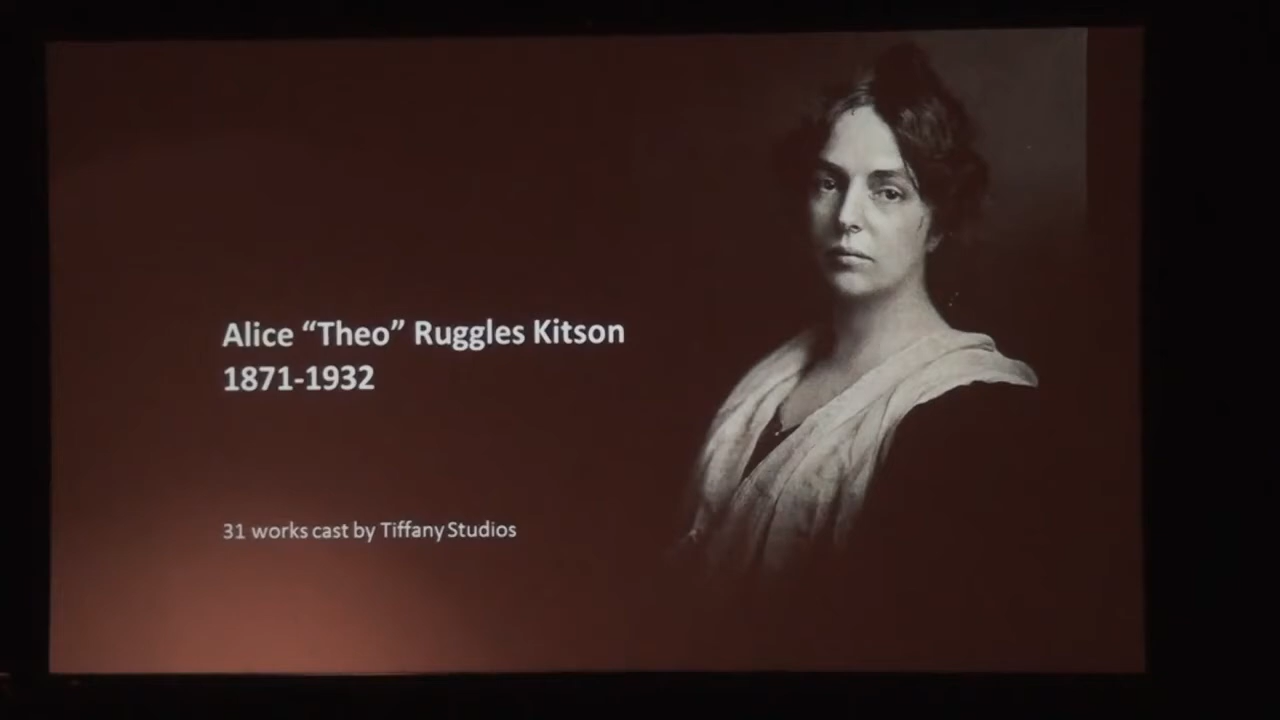 Alice “Theo” Ruggles Kitson
1871-1932
31 works cast by Tiffany Studios